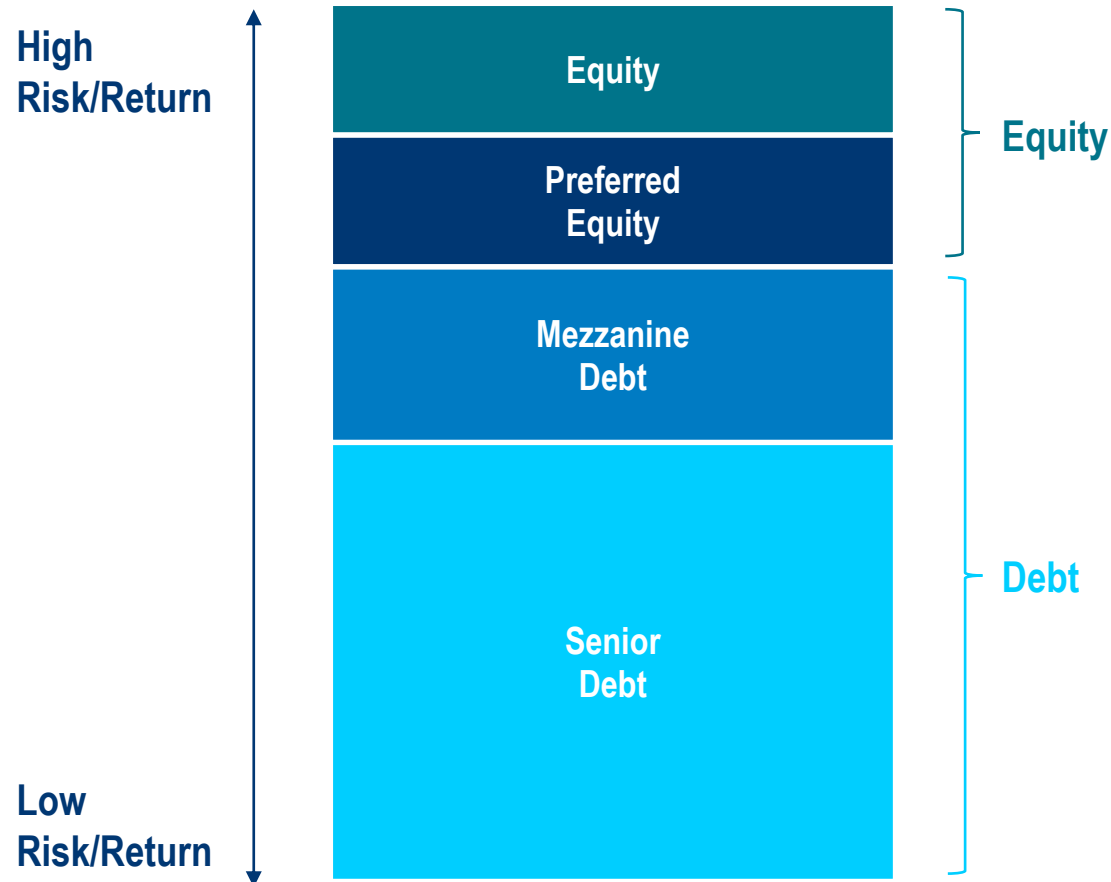 High
Risk/Return
Equity
Equity
Preferred
Equity
Mezzanine
Debt
Debt
Senior
Debt
Low
Risk/Return